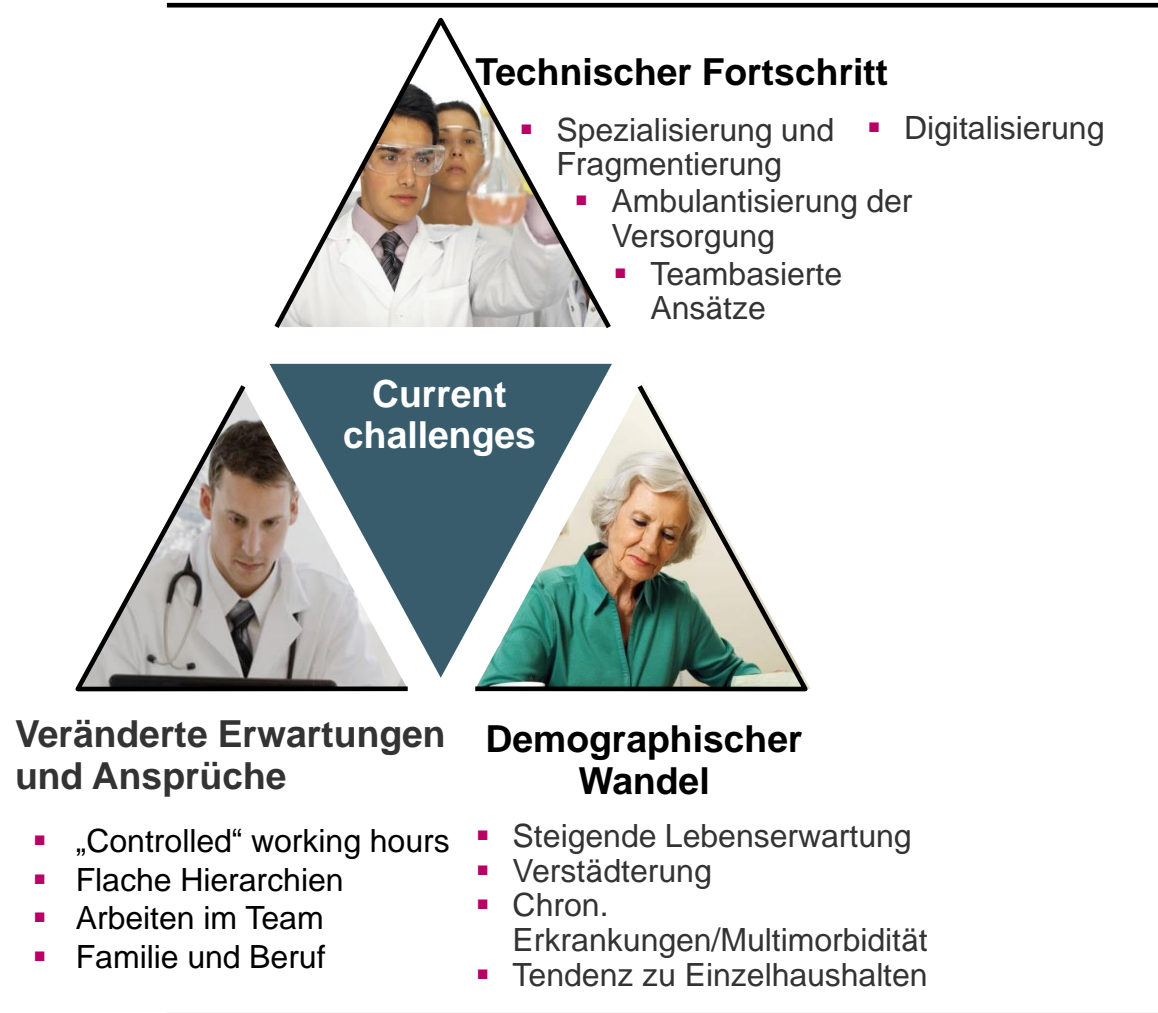 Technischer Fortschritt
▪ Spezialisierung und
Fragmentierung
▪ Digitalisierung
▪ Ambulantisierung der
Versorgung
▪ Teambasierte
Ansätze
Current
challenges
Veränderte Erwartungen
und Ansprüche
▪ „Controlled“ working hours
▪ Flache Hierarchien
▪ Arbeiten im Team
▪ Familie und Beruf
Demographischer
Wandel
▪ Steigende Lebenserwartung
▪ Verstädterung
▪ Chron.
Erkrankungen/Multimorbidität
▪ Tendenz zu Einzelhaushalten